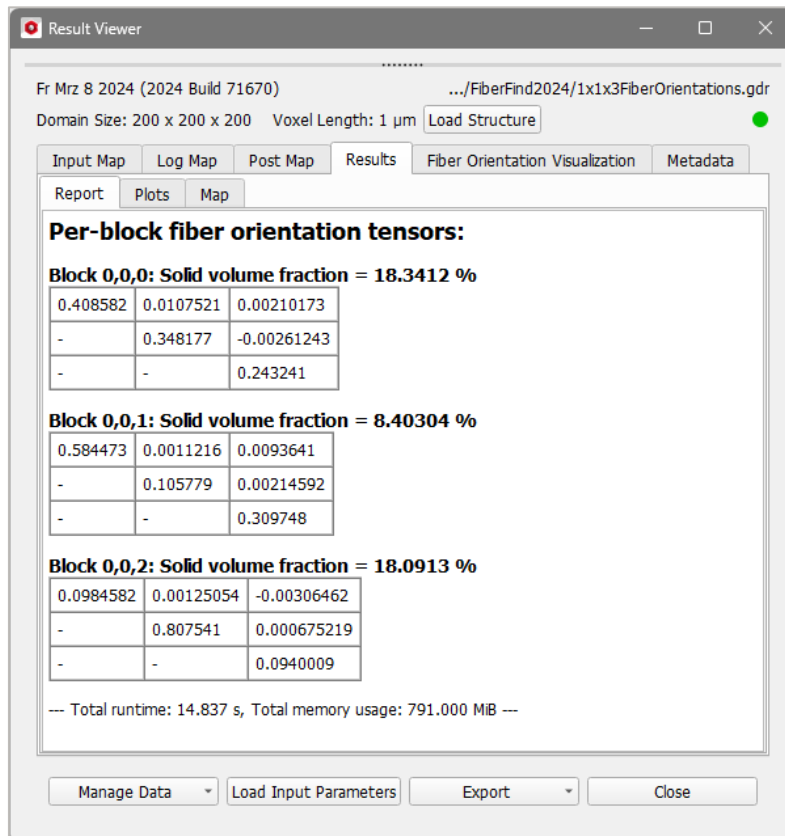 Result Viewer
Fr Mrz 8 2024 (2024 Build 71670) .../FiberFind2024/1x1x3FiberOrientations.gdr
Domain Size: 200 x 200 x 200 Voxel Length: 1 µm Load Structure
Input Map Log Map Post Map Results Fiber Orientation Visualization Metadata
Report Plots Map
Per-block fiber orientation tensors:
Block 0,0,0: Solid volume fraction = 18.3412 %
0.408582 0.0107521 0.00210173
- 0.348177 -0.00261243
- - 0.243241
Block 0,0,1: Solid volume fraction = 8.40304 %
0.584473 0.0011216 0.0093641
- 0.105779 0.00214592
- - 0.309748
Block 0,0,2: Solid volume fraction = 18.0913 %
0.0984582 0.00125054 -0.00306462
- 0.807541 0.000675219
- - 0.0940009
--- Total runtime: 14.837 s, Total memory usage: 791.000 MiB ---
Manage Data Load Input Parameters Export Close